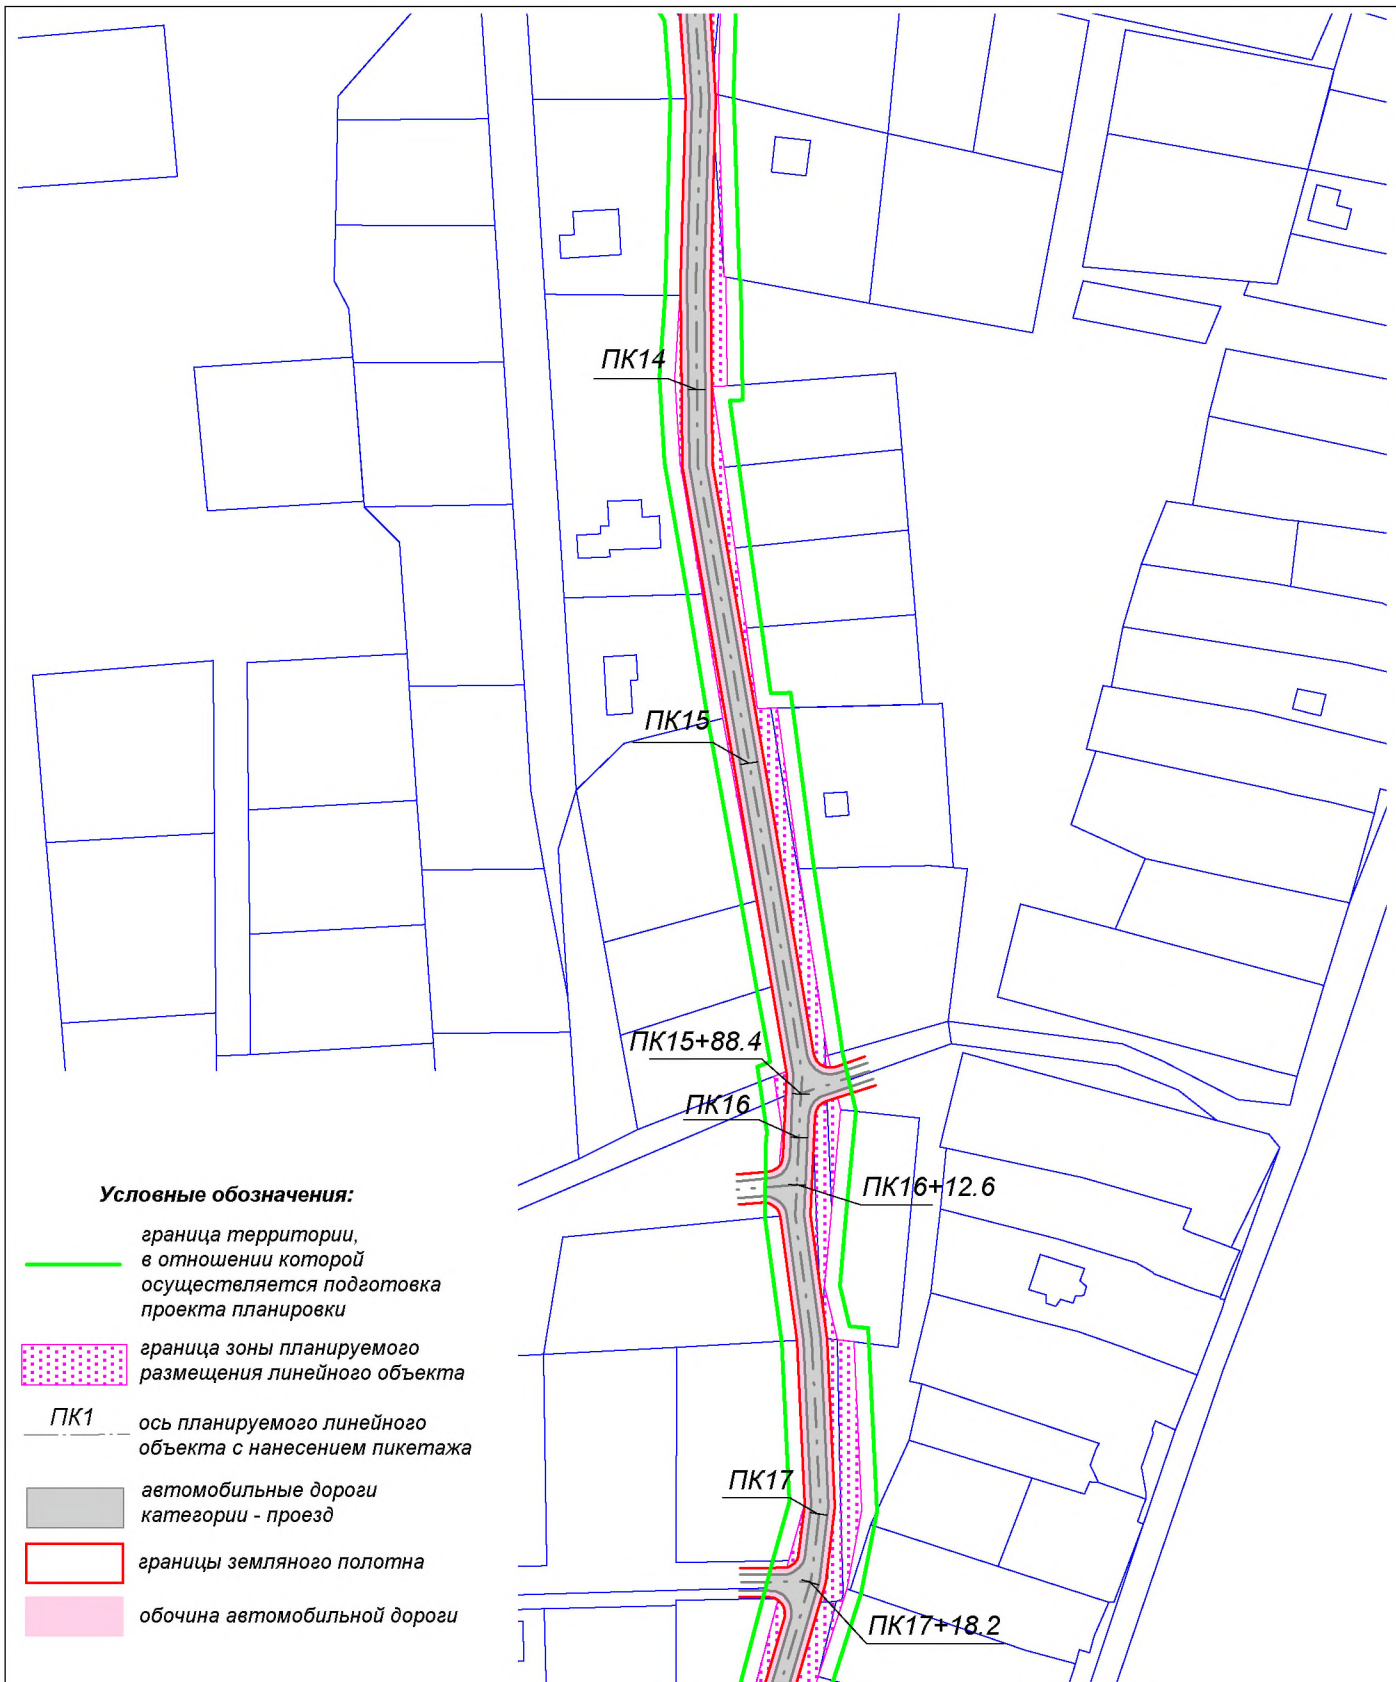 ПК14
ПК15
ПК15+88.4
ПК16
ПК16+12.6
ПК17
ПК17+18.2
Условные обозначения:
граница территории,
в отношении которой
осуществляется подготовка
проекта планировки
граница зоны планируемого
размещения линейного объекта
ПК1
ось планируемого линейного
объекта с нанесением пикетажа
автомобильные дороги
категории - проезд
границы земляного полотна
обочина автомобильной дороги